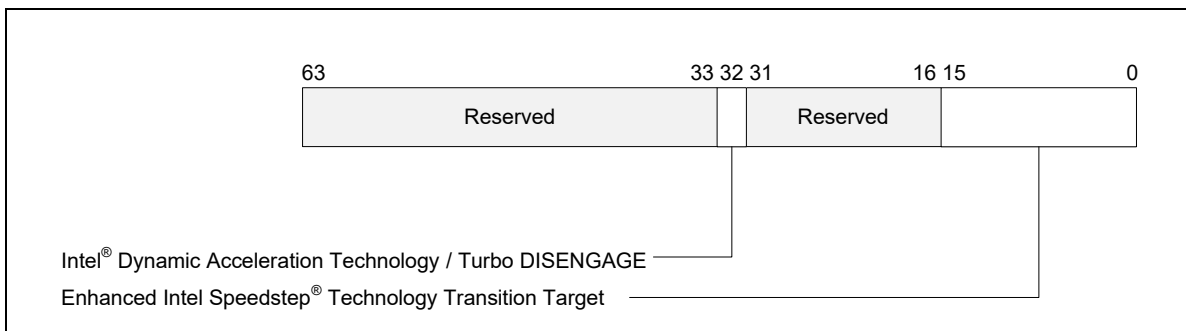 63 33 32 31 16 15 0
Reserved Reserved
Intel® Dynamic Acceleration Technology / Turbo DISENGAGE
Enhanced Intel Speedstep® Technology Transition Target